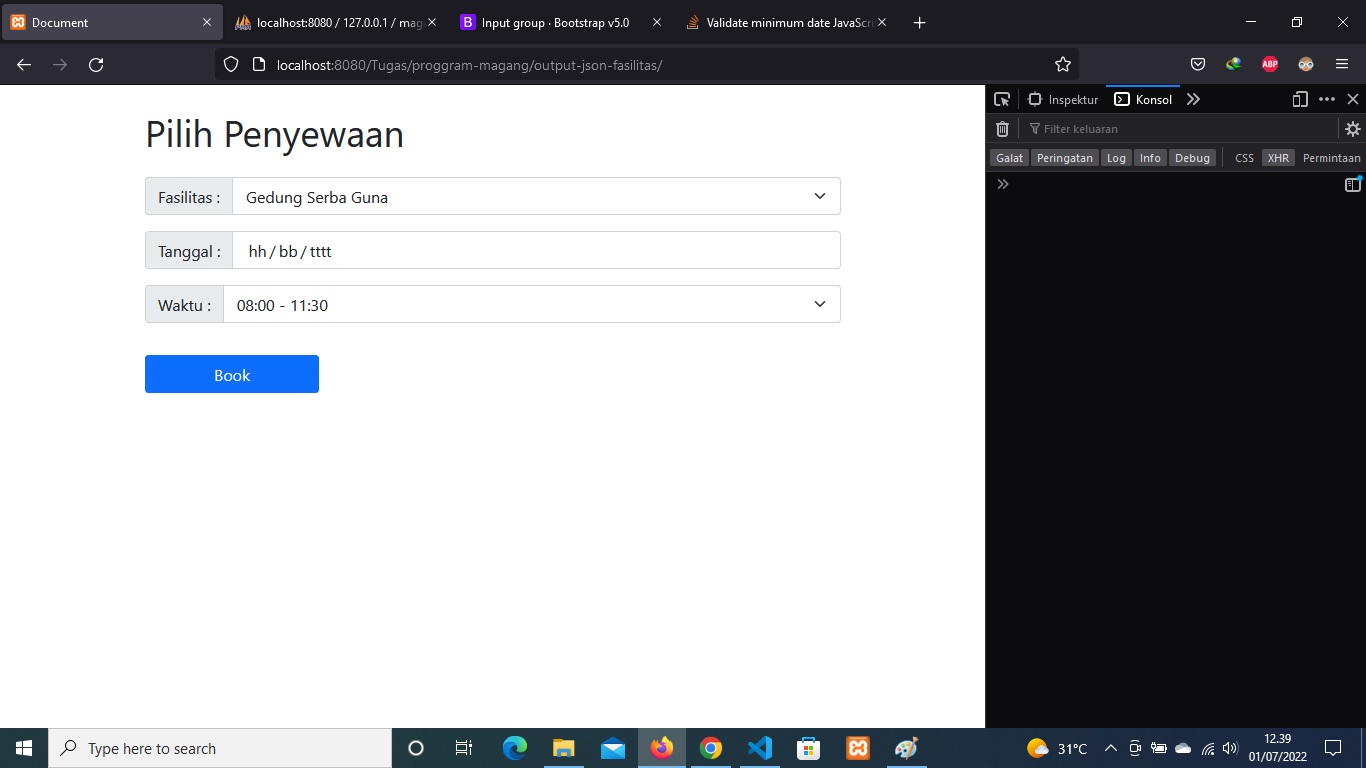 Document
localhost:8080 / 127.0.0.1 / mag
Input group · Bootstrap v5.0
Validate minimum date JavaScri
localhost:8080/Tugas/proggram-magang/output-json-fasilitas/
ABP
Pilih Penyewaan
Fasilitas : Gedung Serba Guna
Tanggal : hh / bb / tttt
Waktu : 08:00 - 11:30
Book
Inspektur Konsol
Filter keluaran
Galat Peringatan Log Info Debug CSS XHR Permintaan
Type here to search
31°C
12.39
01/07/2022